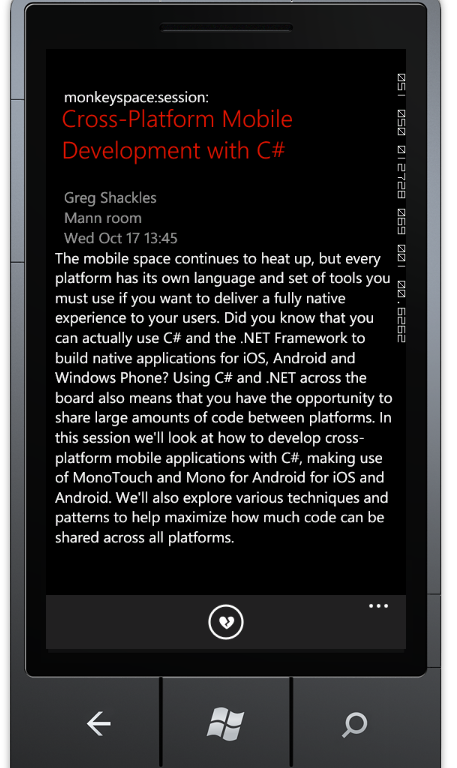 monkeyspace:session:
Cross-Platform Mobile
Development with C#
Greg Shackles
Mann room
Wed Oct 17 13:45
The mobile space continues to heat up, but every
platform has its own language and set of tools you
must use if you want to deliver a fully native
experience to your users. Did you know that you
can actually use C# and the .NET Framework to
build native applications for iOS, Android and
Windows Phone? Using C# and .NET across the
board also means that you have the opportunity to
share large amounts of code between platforms. In
this session we'll look at how to develop cross-
platform mobile applications with C#, making use
of MonoTouch and Mono for Android for iOS and
Android. We'll also explore various techniques and
patterns to help maximize how much code can be
shared across all platforms.
051 050 012728 059 001 00.6262